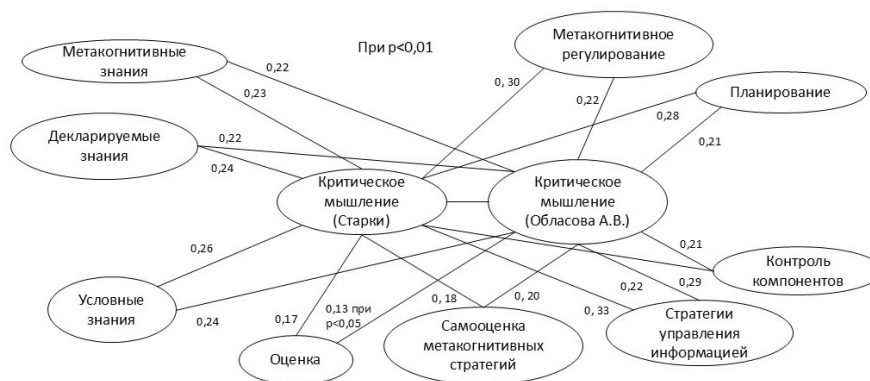 Метакогнитивные
знания
При р<0,01
Метакогнитивное
регулирование
0,22
0,23
0, 30
0,22
Планирование
0,28
0,21
Декларируемые
знания
0,22
0,24
Критическое
мышление
(Старки)
Критическое
мышление
(Обласова А.В.)
0,26
0,21
Контроль
компонентов
Условные
знания
0,24
0,17
0,13 при
р<0,05
0, 18
0, 20
0,22
0,29
0, 33
Оценка
Самооценка
метакогнитивных
стратегий
Стратегии
управления
информацией